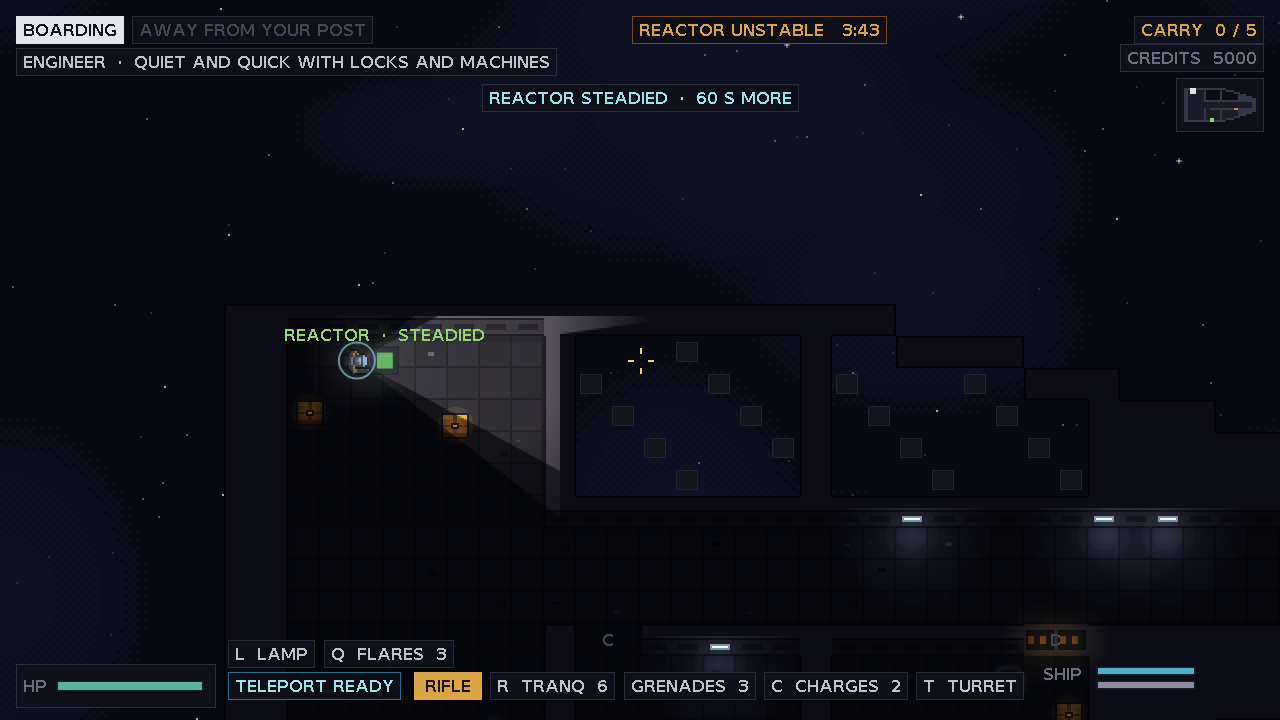 BOARDING
AWAY FROM YOUR POST
REACTOR UNSTABLE 3:43
CARRY 0 / 5
ENGINEER · QUIET AND QUICK WITH LOCKS AND MACHINES
CREDITS 5000
REACTOR STEADIED · 60 S MORE
REACTOR · STEADIED
C
D
L LAMP
Q FLARES 3
HP
TELEPORT READY
RIFLE
R TRANQ 6
GRENADES 3
C CHARGES 2
T TURRET
SHIP